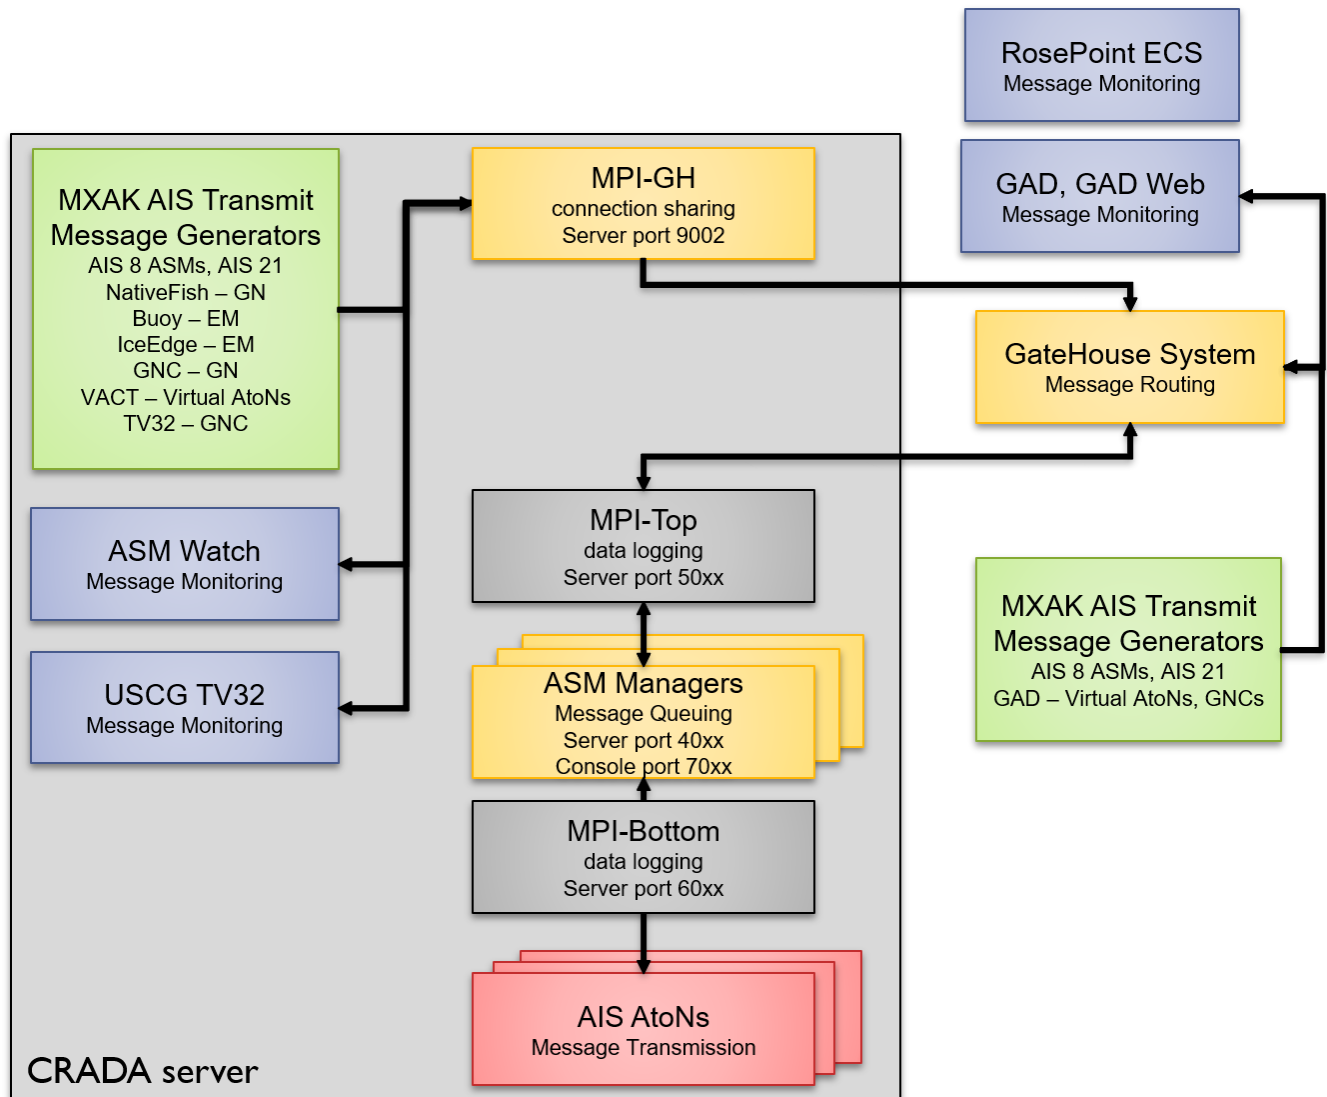 RosePoint ECS
Message Monitoring
MXAK AIS Transmit
Message Generators
AIS 8 ASMs, AIS 21
NativeFish – GN
Buoy – EM
IceEdge – EM
GNC – GN
VACT – Virtual AtoNs
TV32 – GNC
MPI-GH
connection sharing
Server port 9002
GAD, GAD Web
Message Monitoring
GateHouse System
Message Routing
ASM Watch
Message Monitoring
MPI-Top
data logging
Server port 50xx
MXAK AIS Transmit
Message Generators
AIS 8 ASMs, AIS 21
GAD – Virtual AtoNs, GNCs
USCG TV32
Message Monitoring
ASM Managers
Message Queuing
Server port 40xx
Console port 70xx
MPI-Bottom
data logging
Server port 60xx
AIS AtoNs
Message Transmission
CRADA server